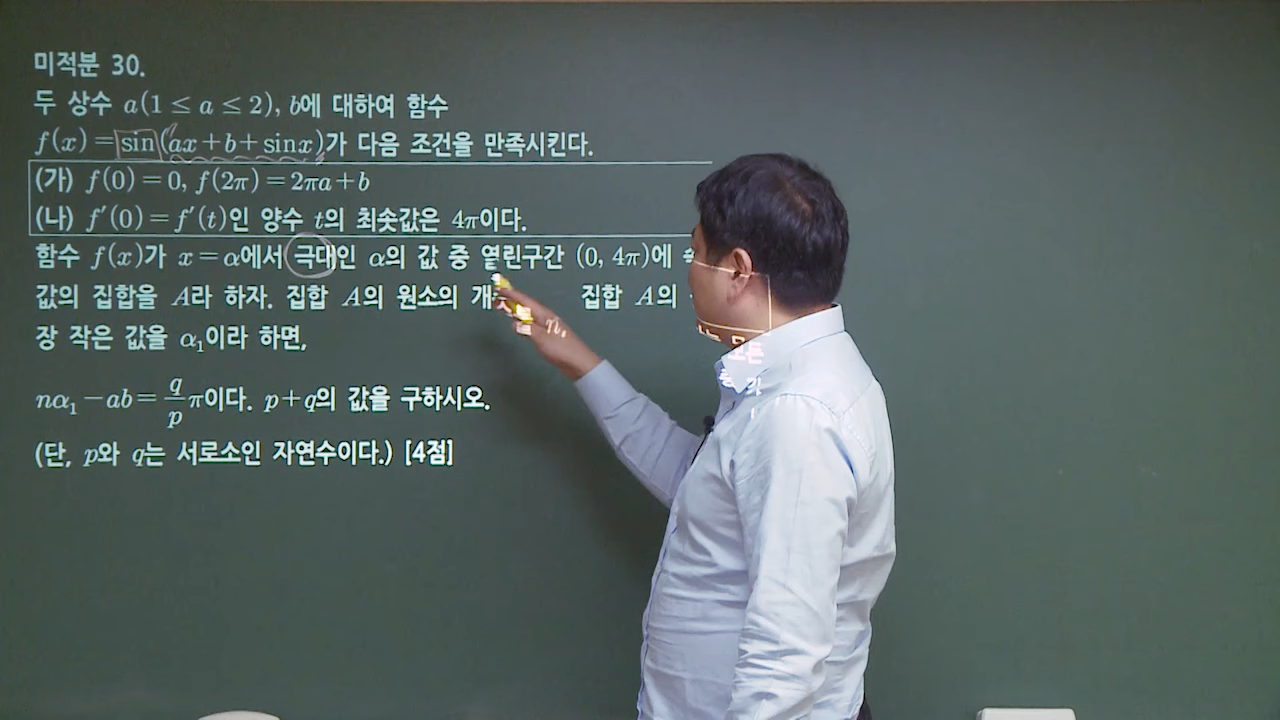 미적분 30.
두 상수 a(1 ≤ a ≤ 2), b에 대하여 함수
f(x) = sin(ax+b+sinx)가 다음 조건을 만족시킨다.
(가) f(0) = 0, f(2π) = 2πa+b
(나) f'(0) = f'(t)인 양수 t의 최솟값은 4π이다.
함수 f(x)가 x = α에서 극대인 α의 값 중 열린구간 (0, 4π)에
값의 집합을 A라 하자. 집합 A의 원소의 n, 집합 A의
장 작은 값을 α₁이라 하면,
nα₁ − ab = q/p π이다. p+q의 값을 구하시오.
(단, p와 q는 서로소인 자연수이다.) [4점]